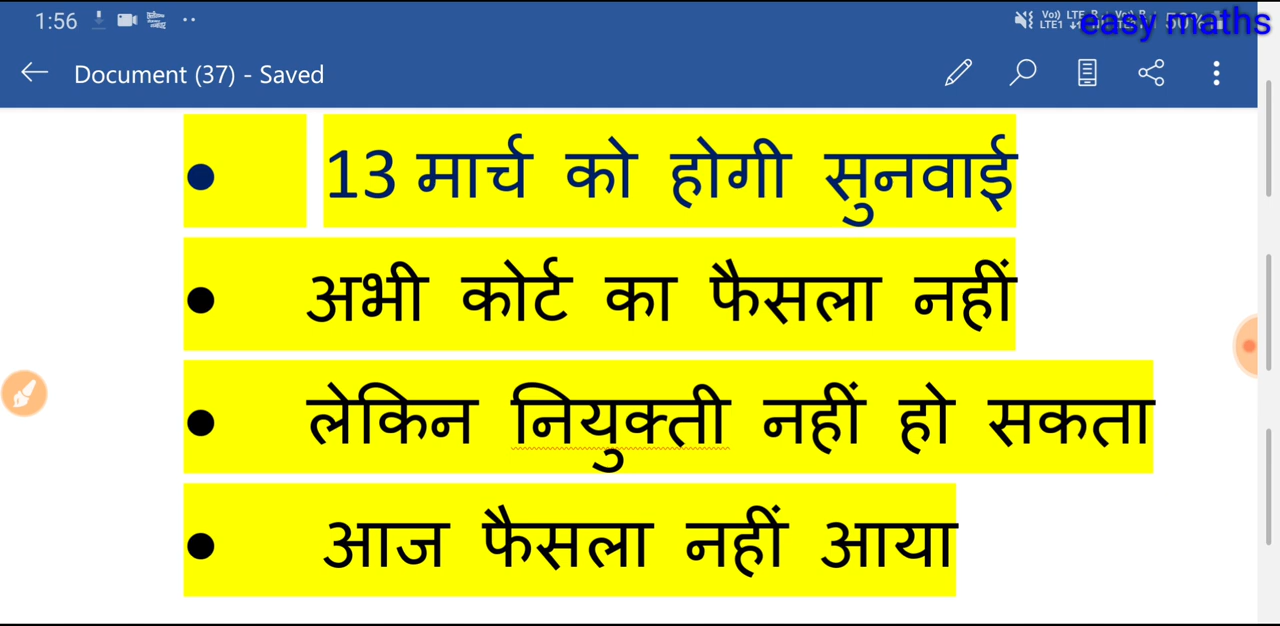 1:56
easy maths
Document (37) - Saved
• 13 मार्च को होगी सुनवाई
• अभी कोर्ट का फैसला नहीं
• लेकिन नियुक्ती नहीं हो सकता
• आज फैसला नहीं आया